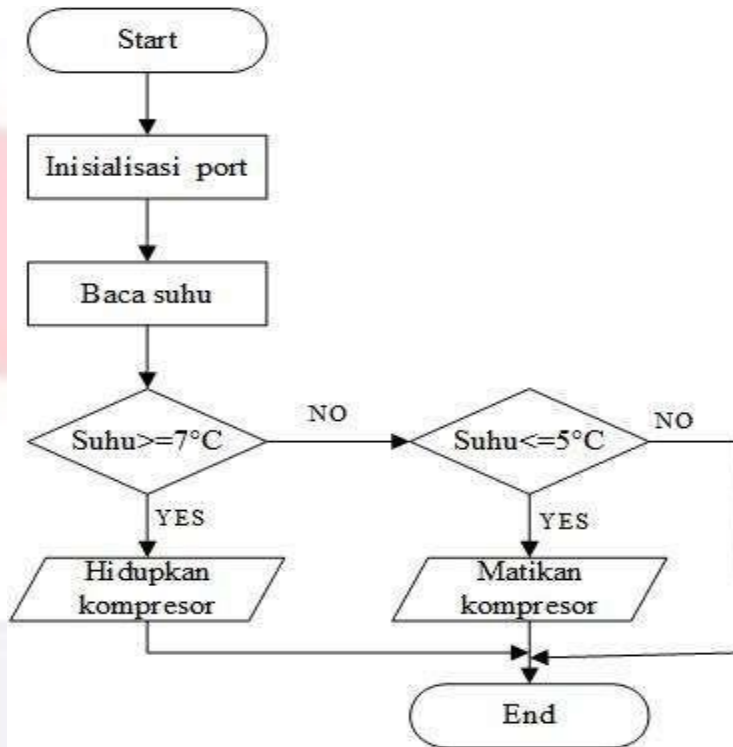 Start
Inisialisasi port
Baca suhu
Suhu>=7°C
NO
Suhu<=5°C
NO
YES
YES
Hidupkan
kompresor
Matikan
kompresor
End